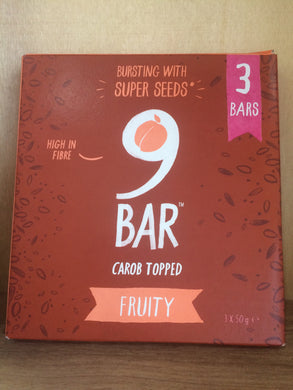 BURSTING WITH
SUPER SEEDS*
3
BARS
HIGH IN
FIBRE
9
BAR™
CAROB TOPPED
FRUITY
3 x 50g ℮